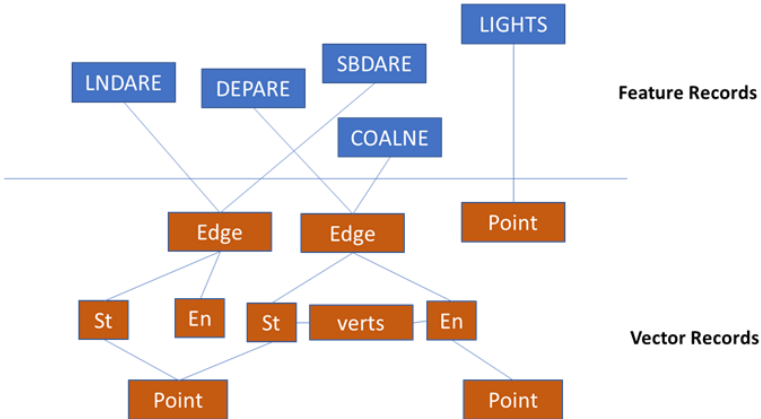 LIGHTS
SBDARE
LNDARE
DEPARE
Feature Records
COALNE
Edge
Edge
Point
St
En
St
verts
En
Vector Records
Point
Point